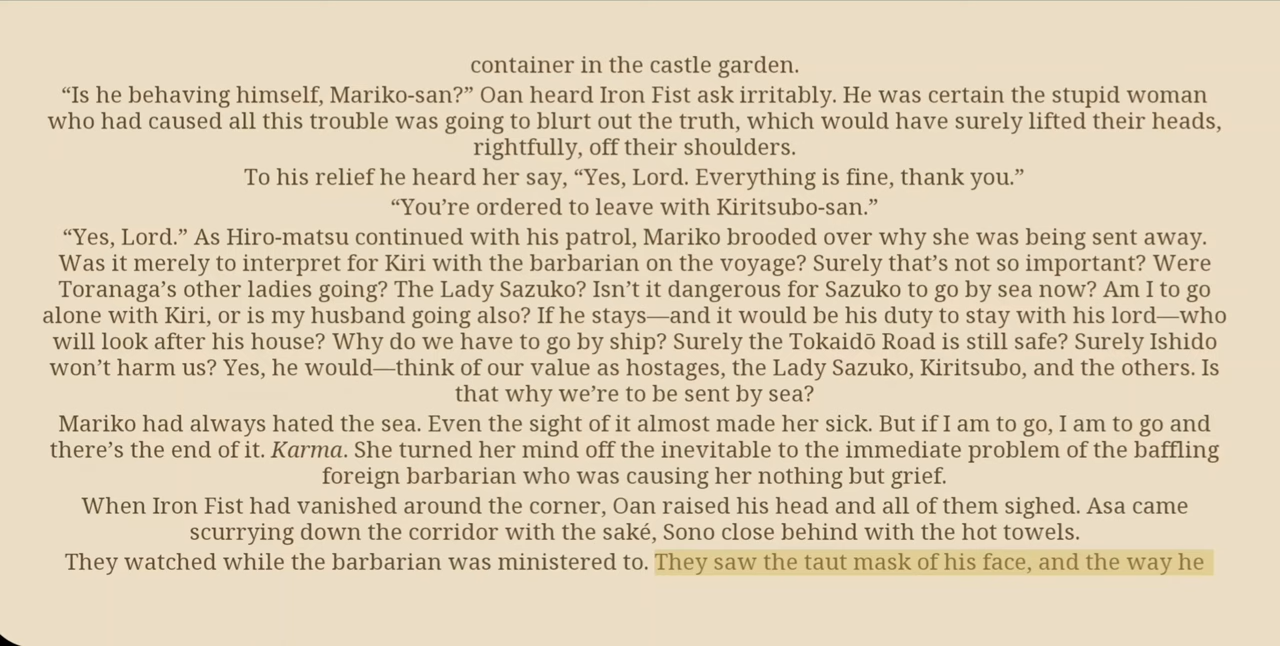 container in the castle garden.
“Is he behaving himself, Mariko-san?” Oan heard Iron Fist ask irritably. He was certain the stupid woman
who had caused all this trouble was going to blurt out the truth, which would have surely lifted their heads,
rightfully, off their shoulders.
To his relief he heard her say, “Yes, Lord. Everything is fine, thank you.”
“You’re ordered to leave with Kiritsubo-san.”
“Yes, Lord.” As Hiro-matsu continued with his patrol, Mariko brooded over why she was being sent away.
Was it merely to interpret for Kiri with the barbarian on the voyage? Surely that’s not so important? Were
Toranaga’s other ladies going? The Lady Sazuko? Isn’t it dangerous for Sazuko to go by sea now? Am I to go
alone with Kiri, or is my husband going also? If he stays—and it would be his duty to stay with his lord—who
will look after his house? Why do we have to go by ship? Surely the Tokaidō Road is still safe? Surely Ishido
won’t harm us? Yes, he would—think of our value as hostages, the Lady Sazuko, Kiritsubo, and the others. Is
that why we’re to be sent by sea?
Mariko had always hated the sea. Even the sight of it almost made her sick. But if I am to go, I am to go and
there’s the end of it. Karma. She turned her mind off the inevitable to the immediate problem of the baffling
foreign barbarian who was causing her nothing but grief.
When Iron Fist had vanished around the corner, Oan raised his head and all of them sighed. Asa came
scurrying down the corridor with the saké, Sono close behind with the hot towels.
They watched while the barbarian was ministered to. They saw the taut mask of his face, and the way he